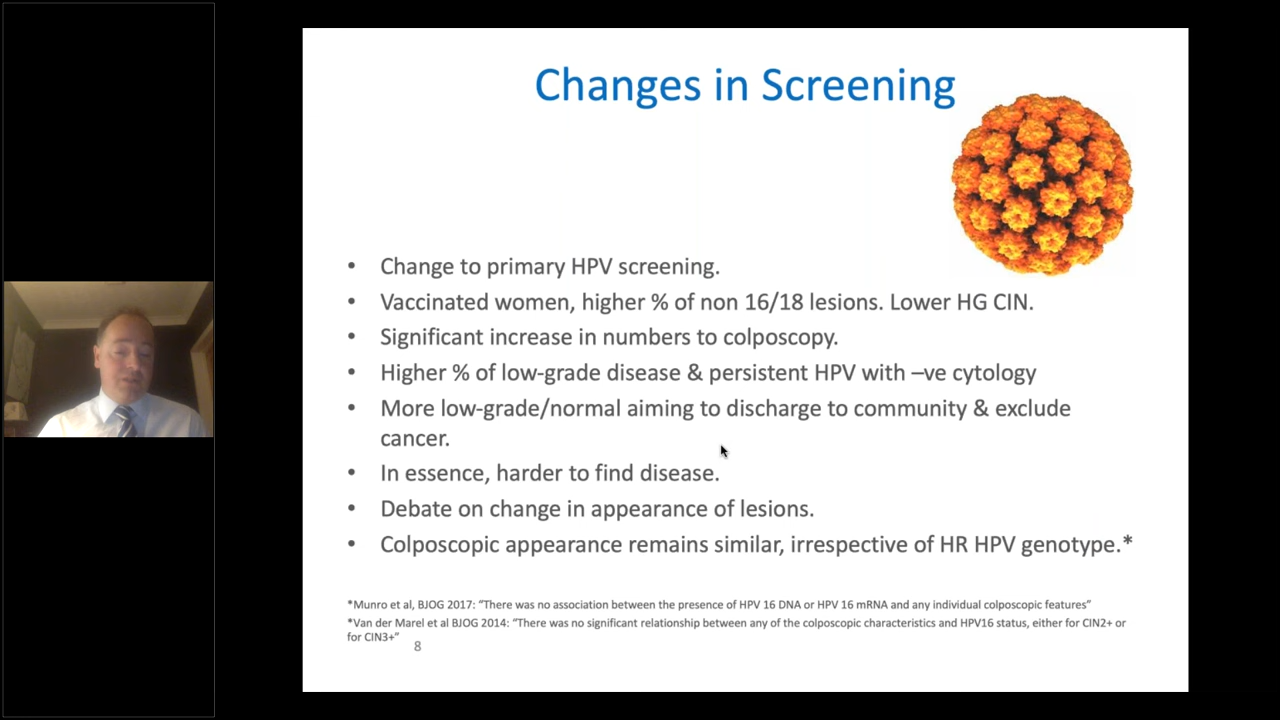 Changes in Screening
• Change to primary HPV screening.
• Vaccinated women, higher % of non 16/18 lesions. Lower HG CIN.
• Significant increase in numbers to colposcopy.
• Higher % of low-grade disease & persistent HPV with –ve cytology
• More low-grade/normal aiming to discharge to community & exclude
cancer.
• In essence, harder to find disease.
• Debate on change in appearance of lesions.
• Colposcopic appearance remains similar, irrespective of HR HPV genotype.*
*Munro et al, BJOG 2017: “There was no association between the presence of HPV 16 DNA or HPV 16 mRNA and any individual colposcopic features”
*Van der Marel et al BJOG 2014: “There was no significant relationship between any of the colposcopic characteristics and HPV16 status, either for CIN2+ or
for CIN3+”
8